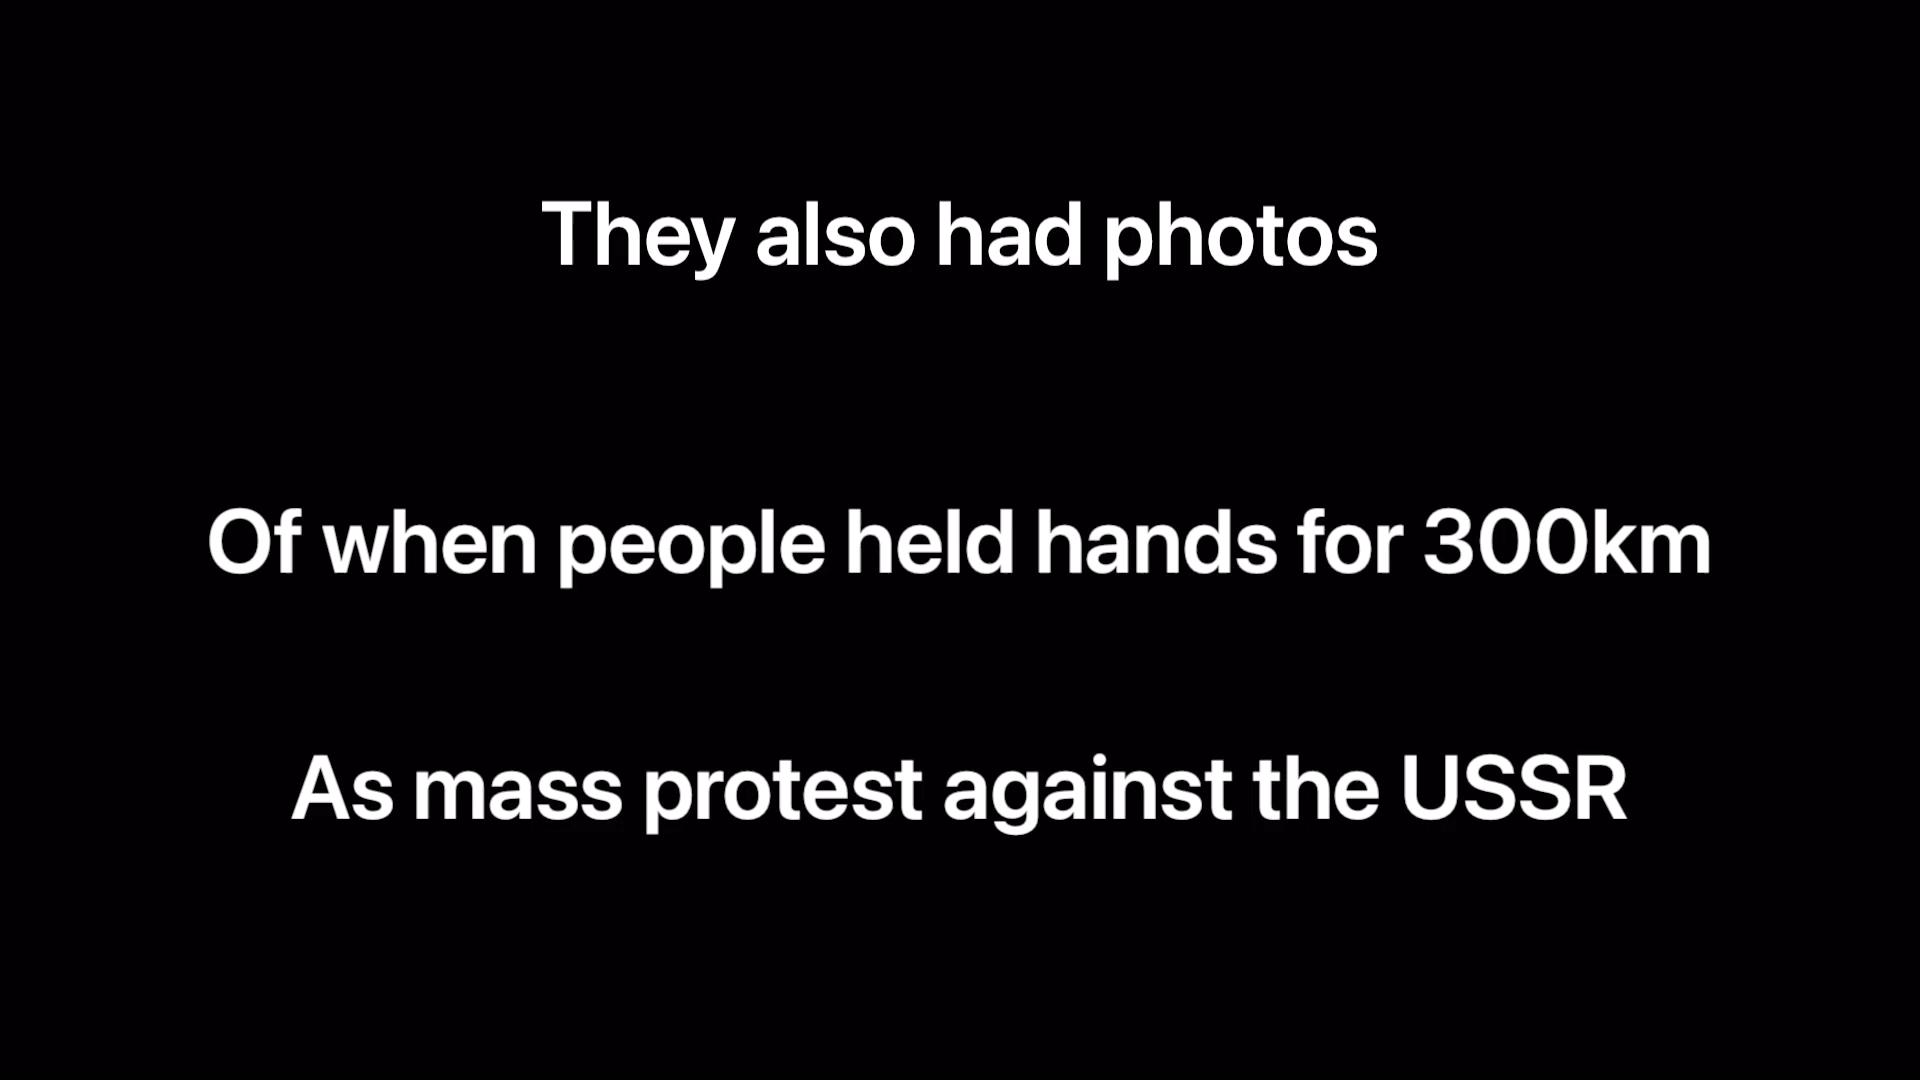 They also had photos
Of when people held hands for 300km
As mass protest against the USSR